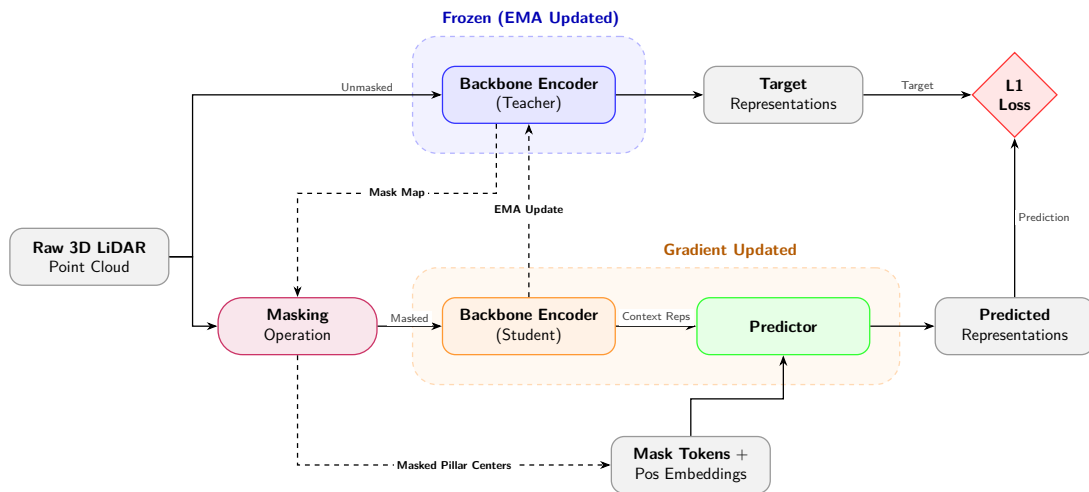 Frozen (EMA Updated)
Unmasked
Backbone Encoder
(Teacher)
Target
Representations
Target
L1
Loss
Mask Map
EMA Update
Prediction
Raw 3D LiDAR
Point Cloud
Gradient Updated
Masking
Operation
Masked
Backbone Encoder
(Student)
Context Reps
Predictor
Predicted
Representations
Masked Pillar Centers
Mask Tokens +
Pos Embeddings